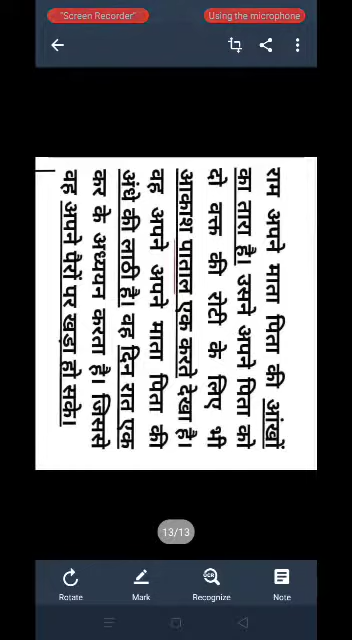 "Screen Recorder"
Using the microphone
राम अपने माता पिता की आंखों
का तारा है। उसने अपने पिता को
दो वक्त की रोटी के लिए भी
आकाश पाताल एक करते देखा है।
वह अपने अपने माता पिता की
अंधे की लाठी है। वह दिन रात एक
कर के अध्ययन करता है। जिससे
वह अपने पैरों पर खड़ा हो सके।
13/13
Rotate
Mark
OCR
Recognize
Note